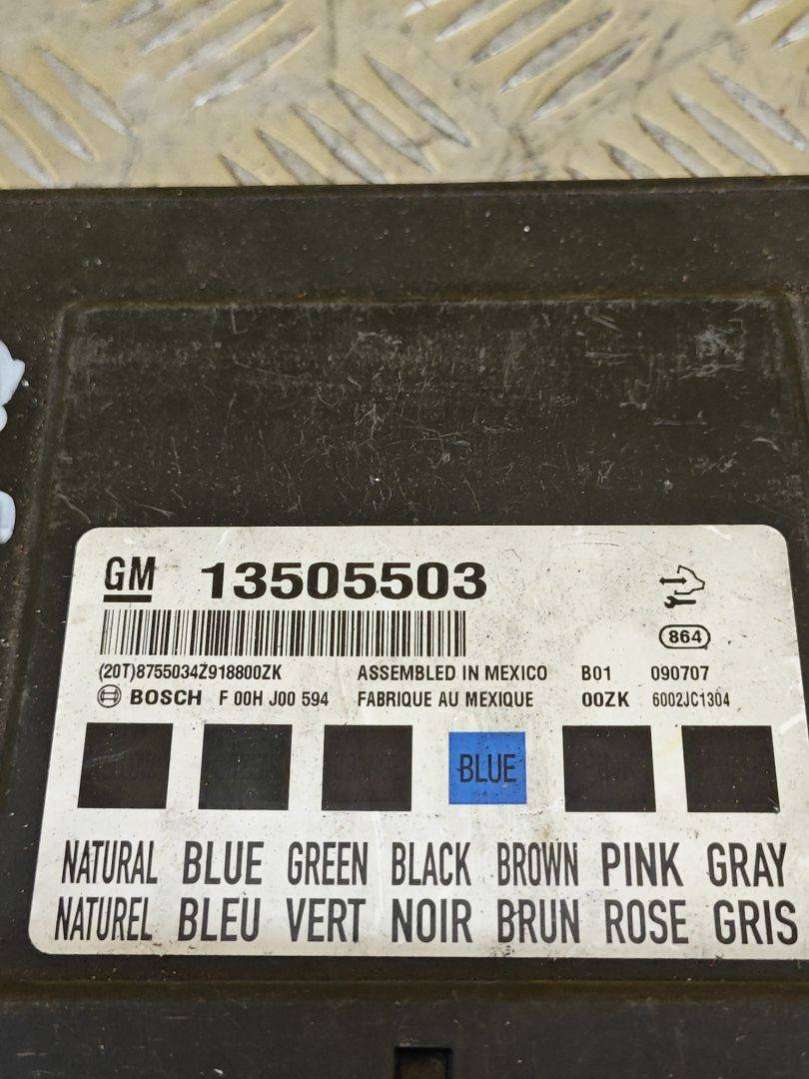 GM 13505503
864
(20T)8755034Z918800ZK ASSEMBLED IN MEXICO B01 090707
BOSCH F 00H J00 594 FABRIQUE AU MEXIQUE 00ZK 6002JC1304
BLUE
NATURAL BLUE GREEN BLACK BROWN PINK GRAY
NATUREL BLEU VERT NOIR BRUN ROSE GRIS